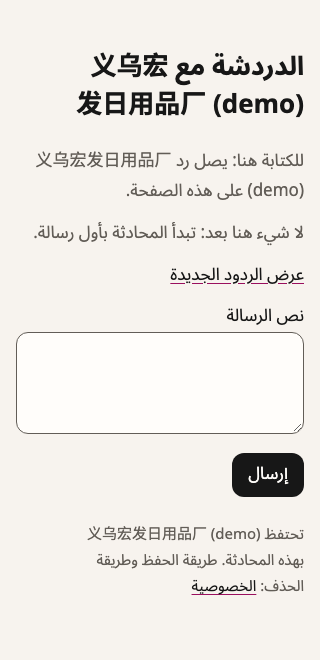 الدردشة مع 义乌宏
发日用品厂 (demo)
للكتابة هنا: يصل رد 义乌宏发日用品厂
(demo) على هذه الصفحة.
لا شيء هنا بعد: تبدأ المحادثة بأول رسالة.
عرض الردود الجديدة
نص الرسالة
إرسال
تحتفظ 义乌宏发日用品厂 (demo)
بهذه المحادثة. طريقة الحفظ وطريقة
الحذف: الخصوصية